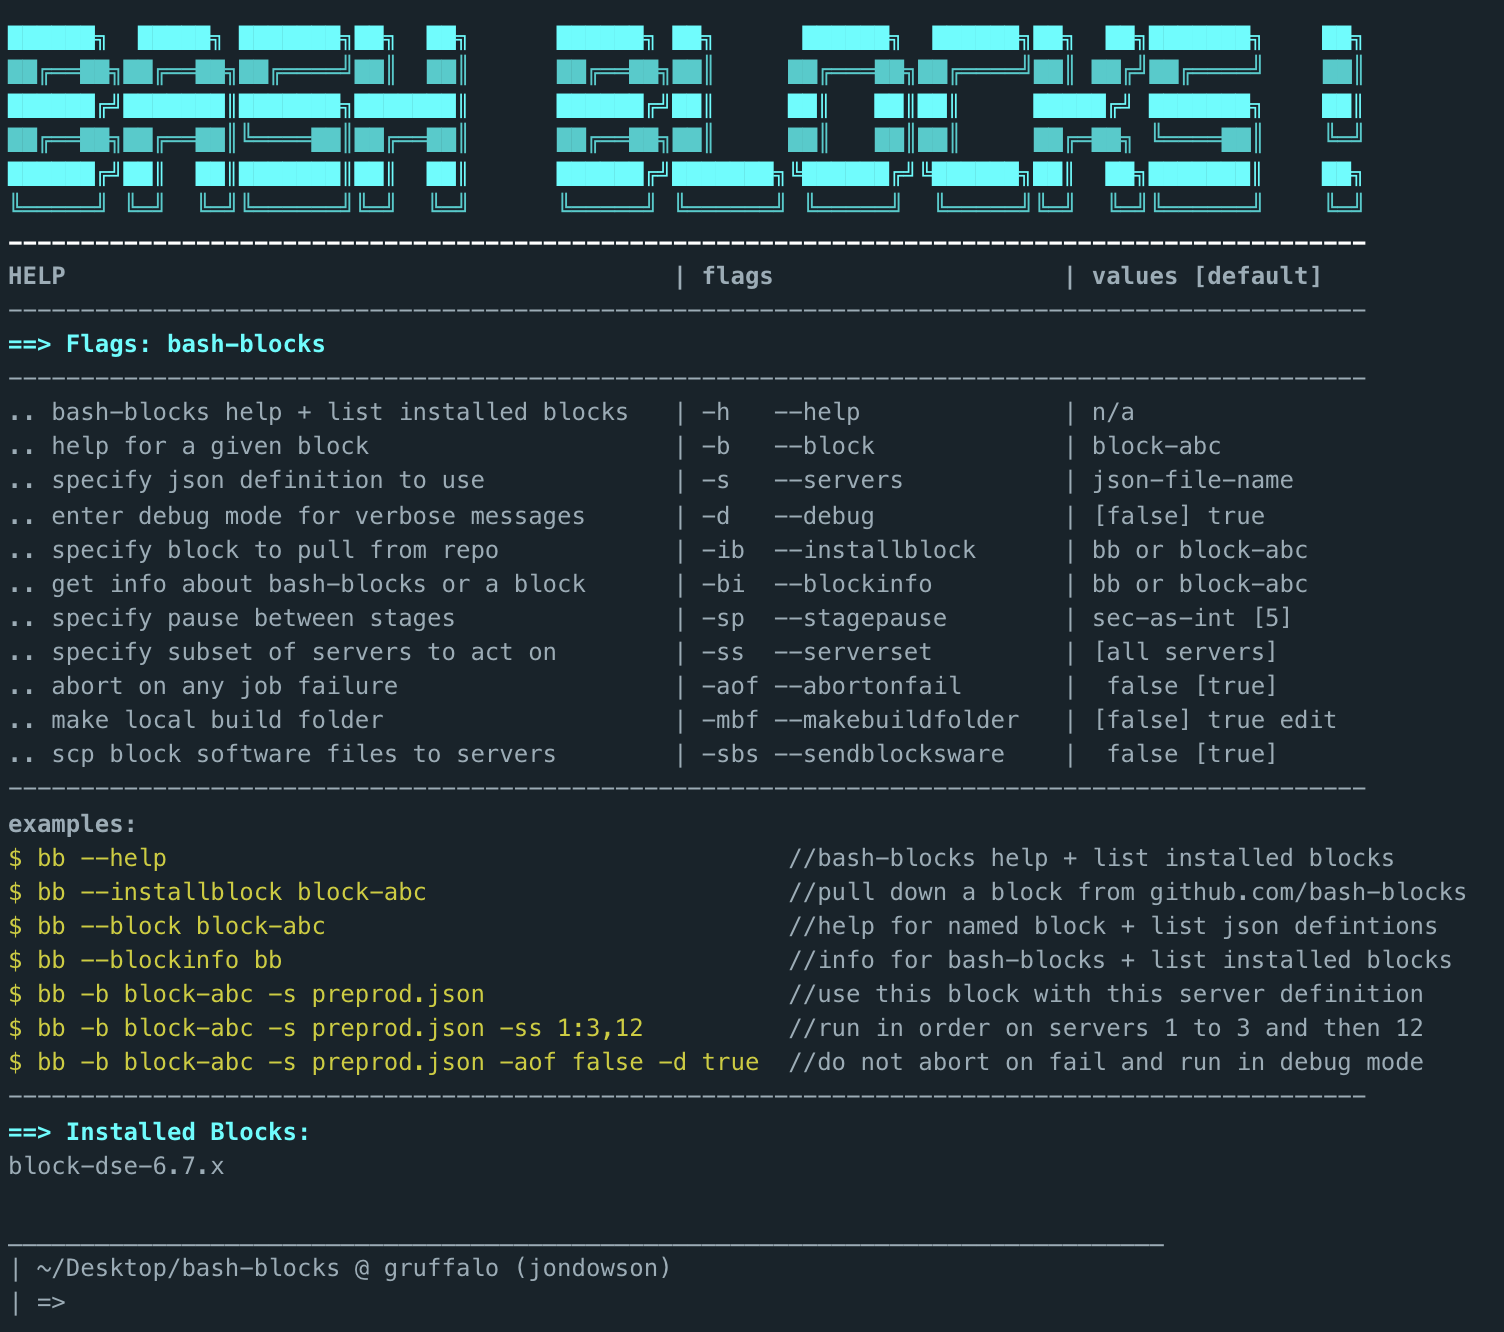 BASH BLOCKS !
HELP | flags | values [default]
==> Flags: bash-blocks
.. bash-blocks help + list installed blocks | -h --help | n/a
.. help for a given block | -b --block | block-abc
.. specify json definition to use | -s --servers | json-file-name
.. enter debug mode for verbose messages | -d --debug | [false] true
.. specify block to pull from repo | -ib --installblock | bb or block-abc
.. get info about bash-blocks or a block | -bi --blockinfo | bb or block-abc
.. specify pause between stages | -sp --stagepause | sec-as-int [5]
.. specify subset of servers to act on | -ss --serverset | [all servers]
.. abort on any job failure | -aof --abortonfail | false [true]
.. make local build folder | -mbf --makebuildfolder | [false] true edit
.. scp block software files to servers | -sbs --sendblocksware | false [true]
examples:
$ bb --help //bash-blocks help + list installed blocks
$ bb --installblock block-abc //pull down a block from github.com/bash-blocks
$ bb --block block-abc //help for named block + list json defintions
$ bb --blockinfo bb //info for bash-blocks + list installed blocks
$ bb -b block-abc -s preprod.json //use this block with this server definition
$ bb -b block-abc -s preprod.json -ss 1:3,12 //run in order on servers 1 to 3 and then 12
$ bb -b block-abc -s preprod.json -aof false -d true //do not abort on fail and run in debug mode
==> Installed Blocks:
block-dse-6.7.x
| ~/Desktop/bash-blocks @ gruffalo (jondowson)
| =>